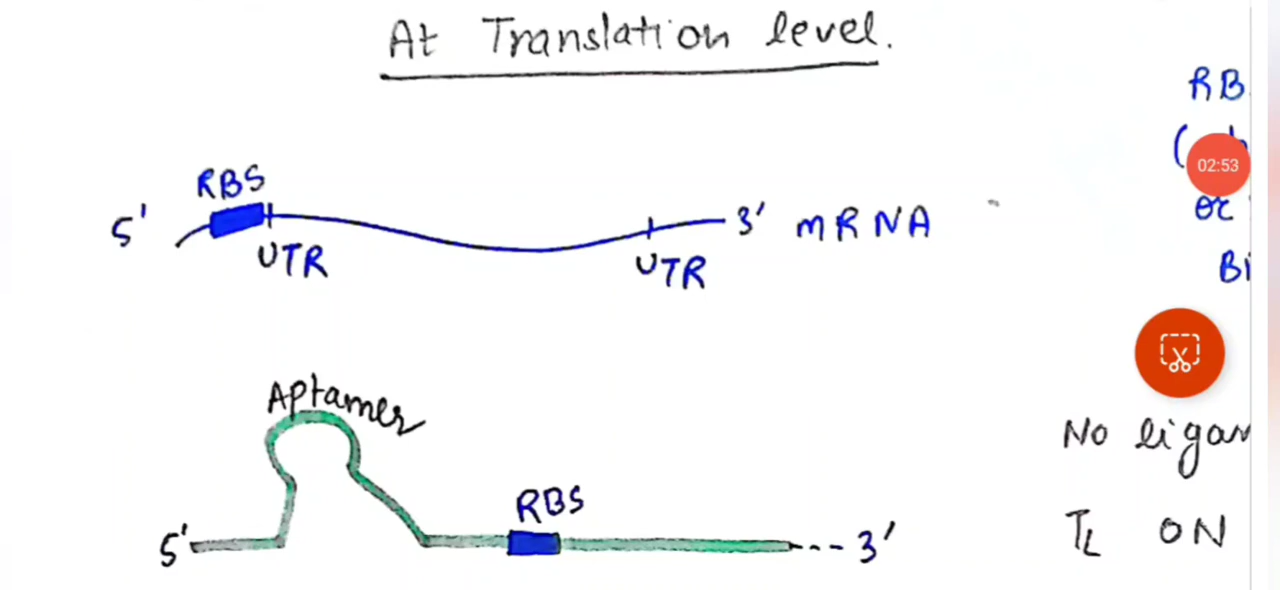 At Translation level.
RB
(
02:53
RBS
5' 3' mRNA
or
UTR UTR
Bi
Aptamer
No ligan
RBS
TL ON
5' 3'